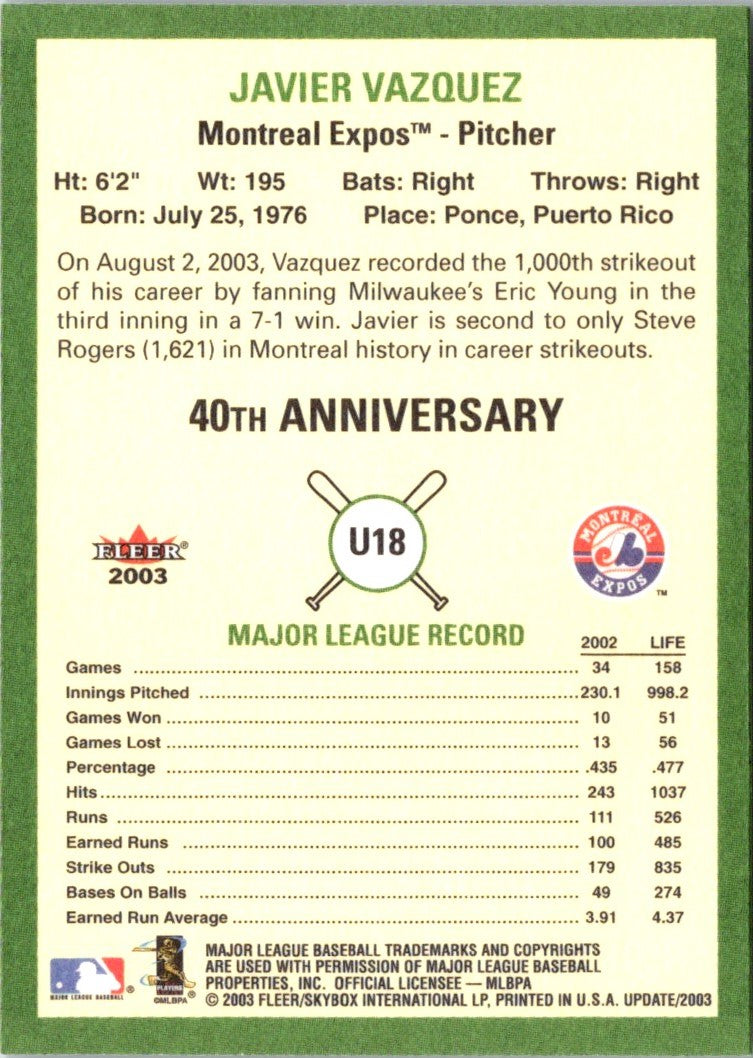 JAVIER VAZQUEZ
Montreal Expos™ - Pitcher
Ht: 6'2" Wt: 195 Bats: Right Throws: Right
Born: July 25, 1976 Place: Ponce, Puerto Rico
On August 2, 2003, Vazquez recorded the 1,000th strikeout
of his career by fanning Milwaukee's Eric Young in the
third inning in a 7-1 win. Javier is second to only Steve
Rogers (1,621) in Montreal history in career strikeouts.
40TH ANNIVERSARY
FLEER®
2003
U18
MONTRÉAL
EXPOS
™
MAJOR LEAGUE RECORD 2002 LIFE
Games 34 158
Innings Pitched 230.1 998.2
Games Won 10 51
Games Lost 13 56
Percentage .435 .477
Hits 243 1037
Runs 111 526
Earned Runs 100 485
Strike Outs 179 835
Bases On Balls 49 274
Earned Run Average 3.91 4.37
MAJOR LEAGUE BASEBALL®
PLAYERS
©MLBPA®
MAJOR LEAGUE BASEBALL TRADEMARKS AND COPYRIGHTS
ARE USED WITH PERMISSION OF MAJOR LEAGUE BASEBALL
PROPERTIES, INC. OFFICIAL LICENSEE — MLBPA
© 2003 FLEER/SKYBOX INTERNATIONAL LP, PRINTED IN U.S.A. UPDATE/2003